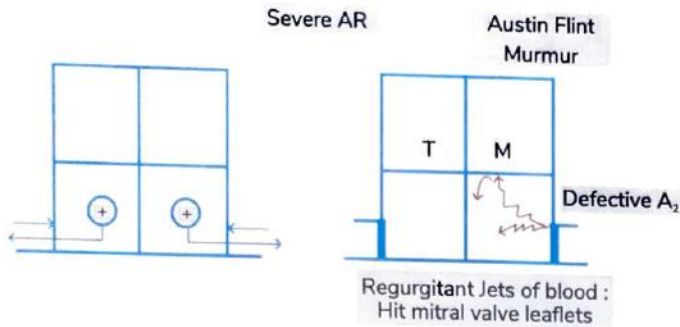 Severe AR
Austin Flint
Murmur
T M
+ +
Defective A₂
Regurgitant Jets of blood :
Hit mitral valve leaflets